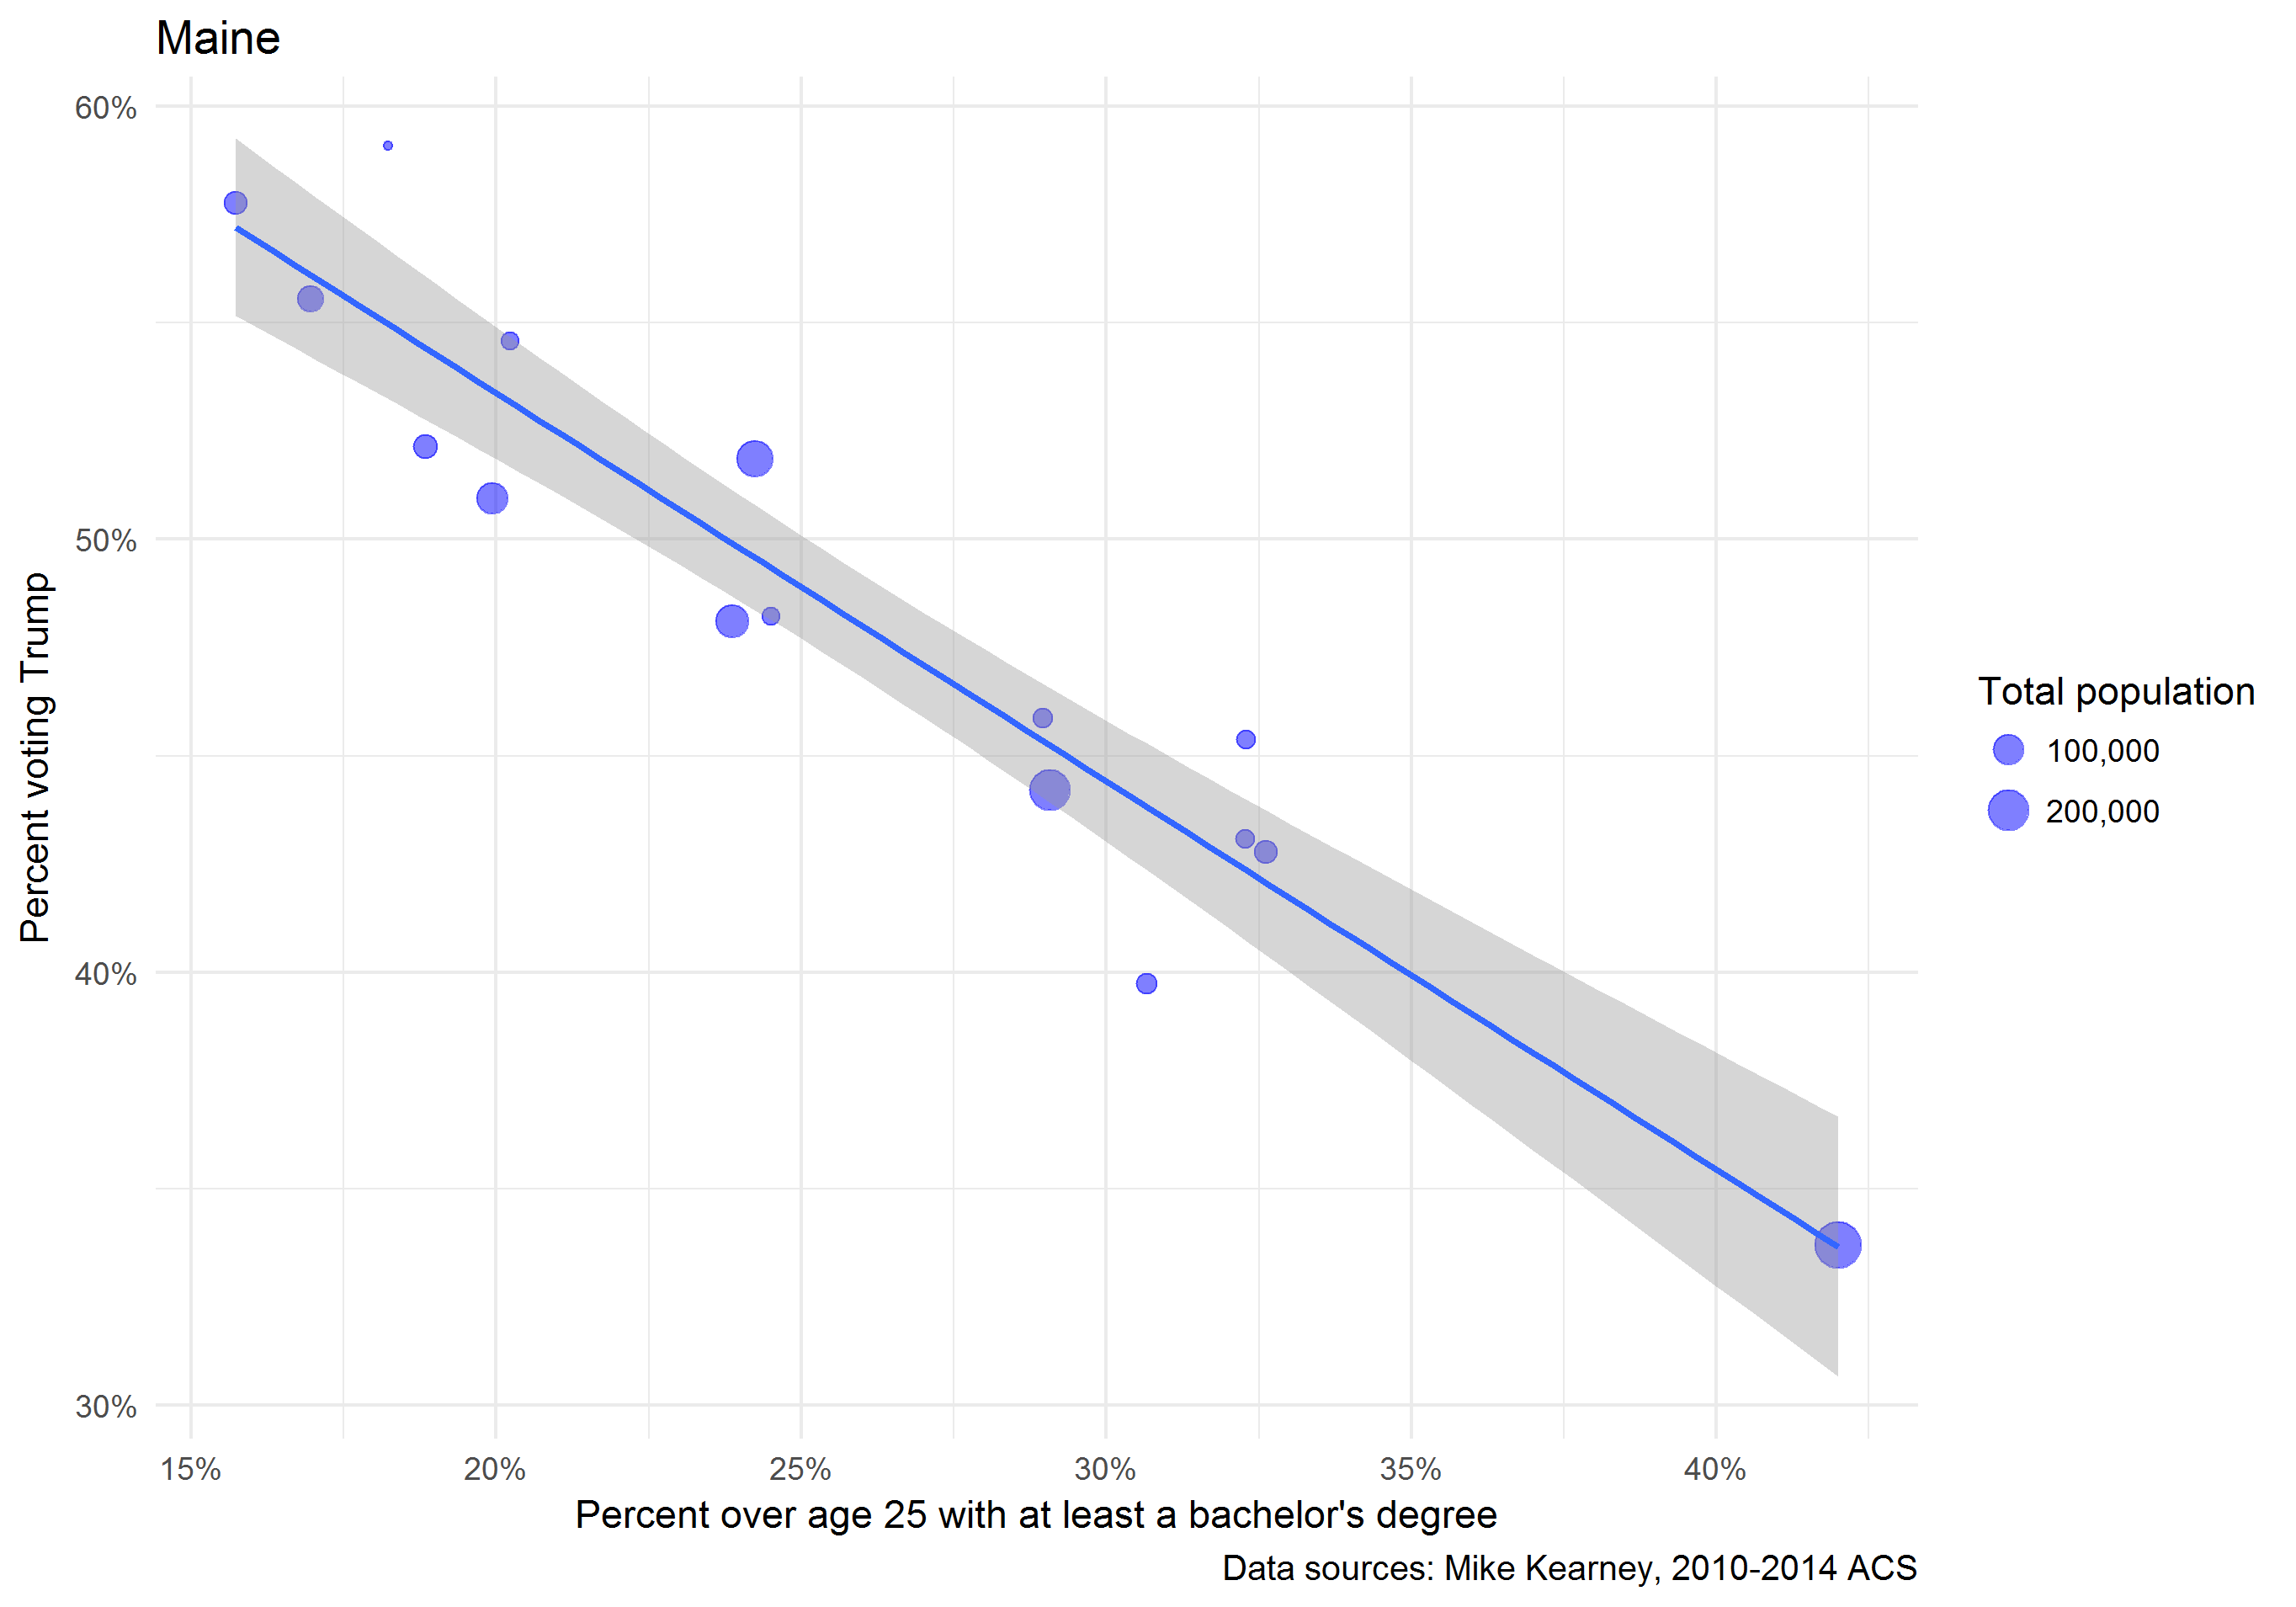 Maine
60%
50%
40%
30%
Percent voting Trump
15%
20%
25%
30%
35%
40%
Percent over age 25 with at least a bachelor's degree
Total population
100,000
200,000
Data sources: Mike Kearney, 2010-2014 ACS